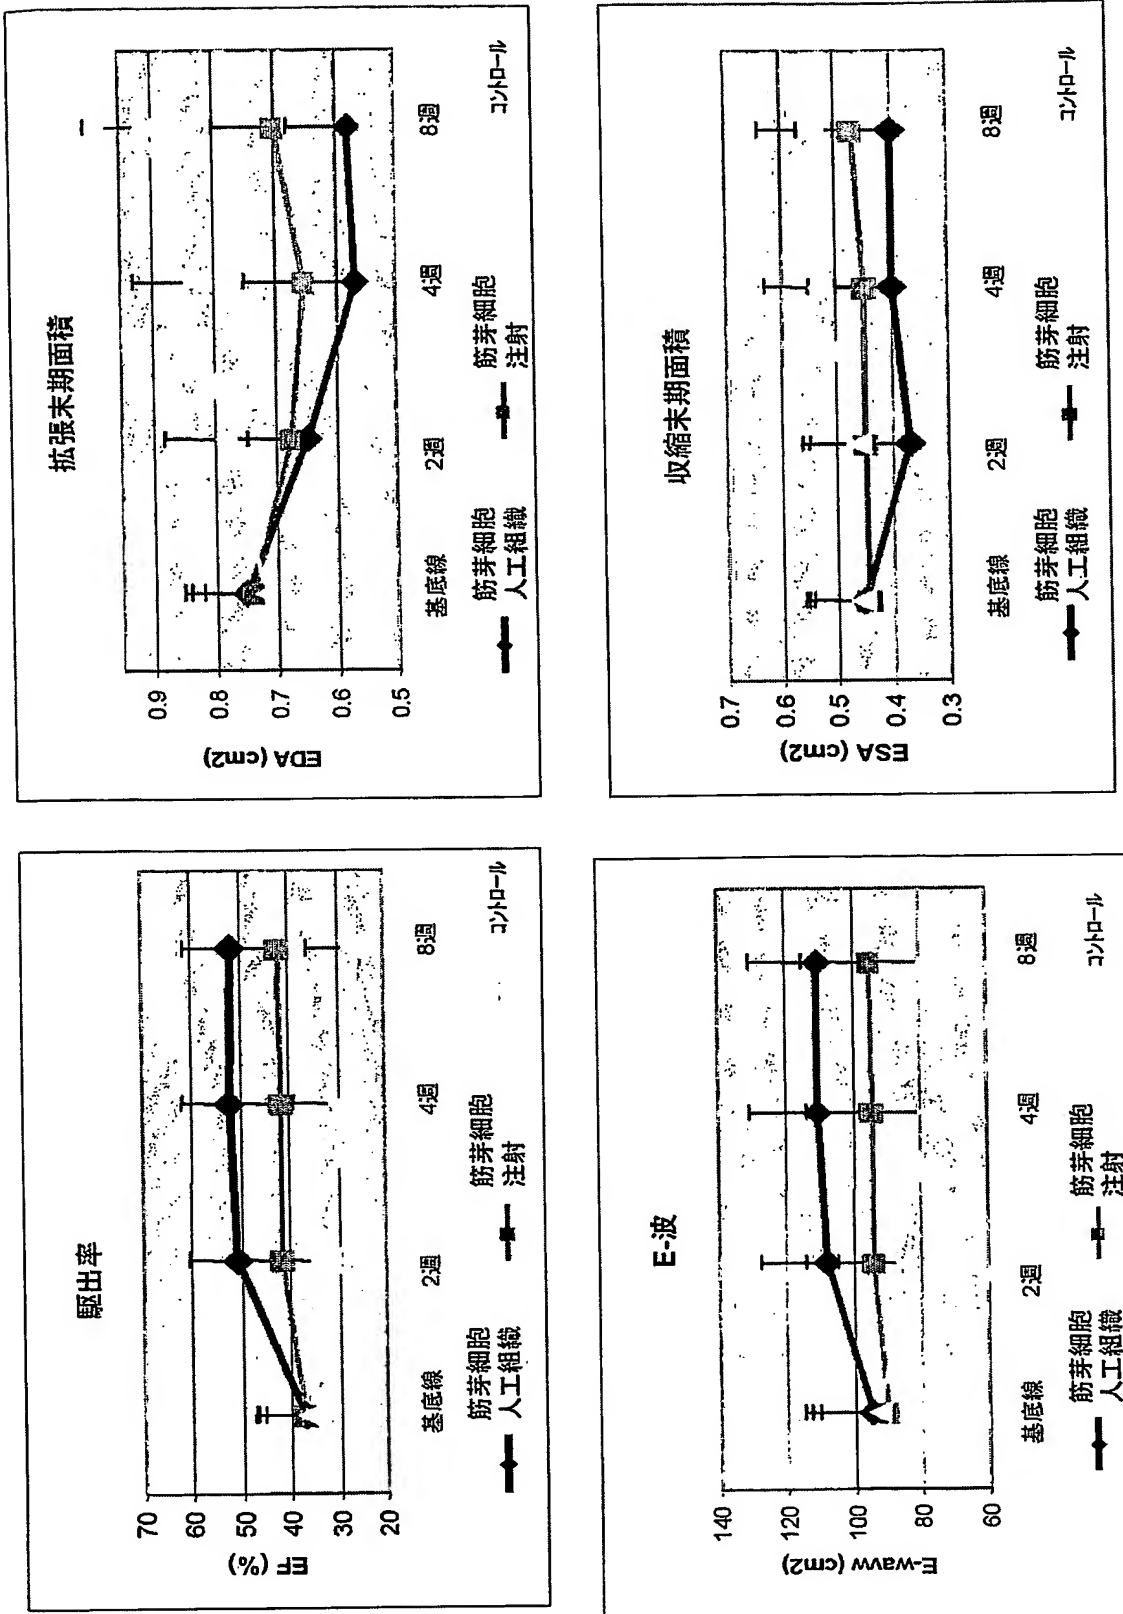 駆出率
EF (%)
70
60
50
40
30
20
基底線
2週
4週
8週
筋芽細胞
人工組織
筋芽細胞
注射
コントロール
拡張末期面積
EDA (cm2)
0.9
0.8
0.7
0.6
0.5
基底線
2週
4週
8週
筋芽細胞
人工組織
筋芽細胞
注射
コントロール
E-波
E-wavw (cm2)
140
120
100
80
60
基底線
2週
4週
8週
筋芽細胞
人工組織
筋芽細胞
注射
コントロール
収縮末期面積
ESA (cm2)
0.7
0.6
0.5
0.4
0.3
基底線
2週
4週
8週
筋芽細胞
人工組織
筋芽細胞
注射
コントロール